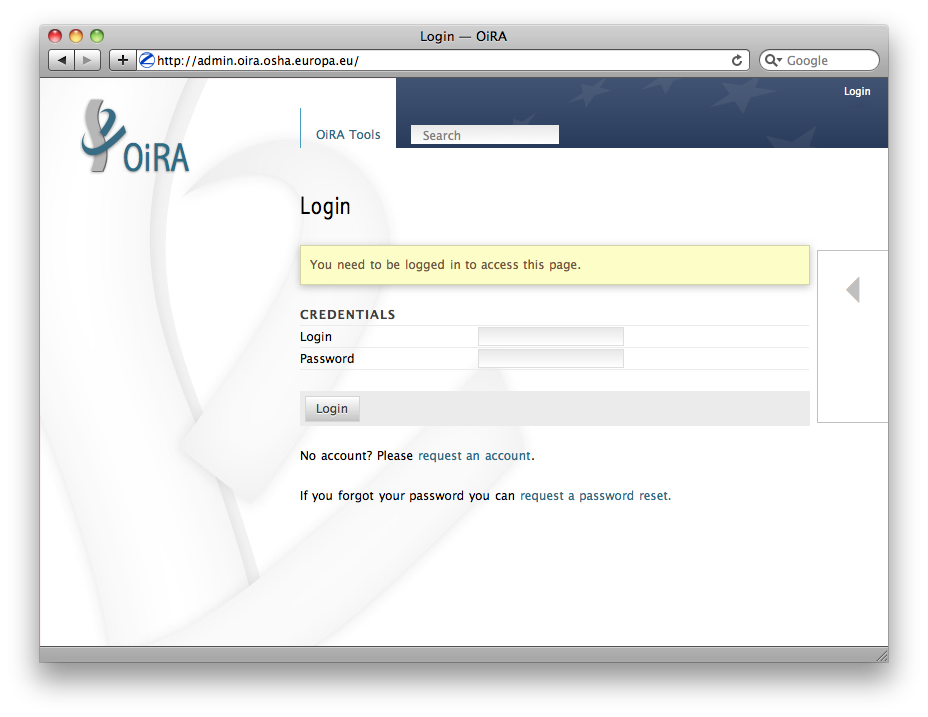 Login — OiRA
http://admin.oira.osha.europa.eu/
Google
Login
OiRA
OiRA Tools
Search
Login
You need to be logged in to access this page.
CREDENTIALS
Login
Password
Login
No account? Please request an account.
If you forgot your password you can request a password reset.